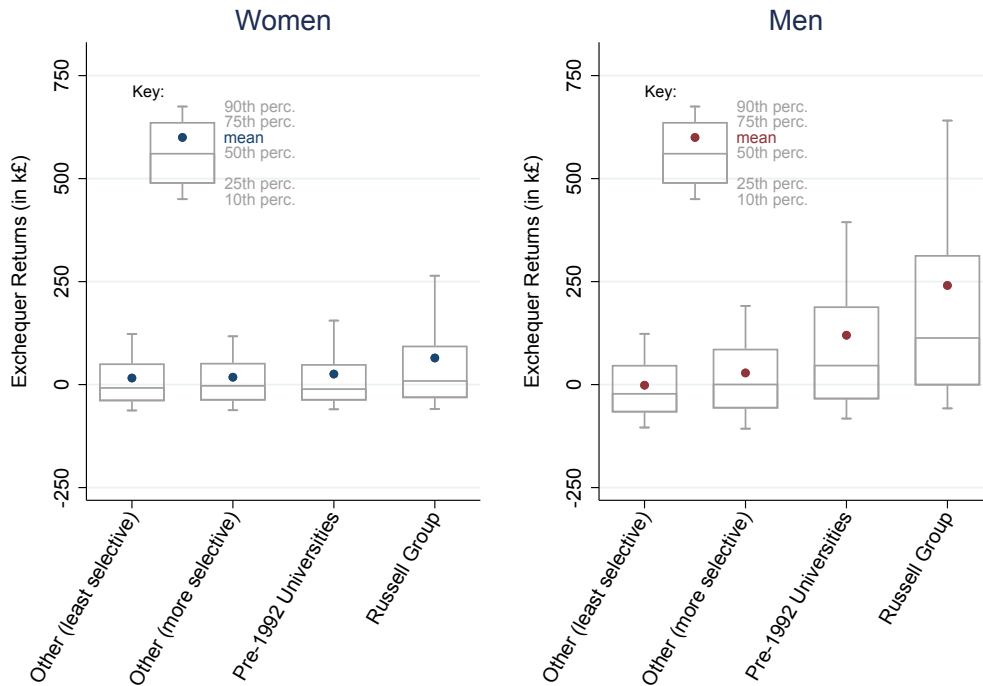 Women
Exchequer Returns (in k£)
750
500
250
0
-250
Key:
90th perc.
75th perc.
mean
50th perc.
25th perc.
10th perc.
Other (least selective)
Other (more selective)
Pre-1992 Universities
Russell Group
Men
Exchequer Returns (in k£)
750
500
250
0
-250
Key:
90th perc.
75th perc.
mean
50th perc.
25th perc.
10th perc.
Other (least selective)
Other (more selective)
Pre-1992 Universities
Russell Group